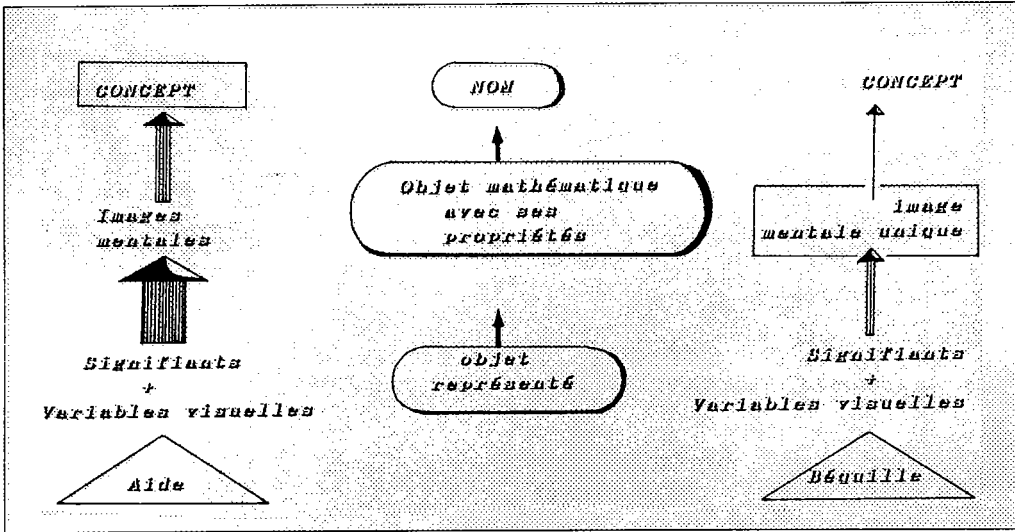 CONCEPT
Images
mentales
Signifiants
+
Variables visuelles
Aide
NOM
Objet mathématique
avec ses
propriétés
objet
représenté
CONCEPT
image
mentale unique
Signifiants
+
Variables visuelles
Béquille